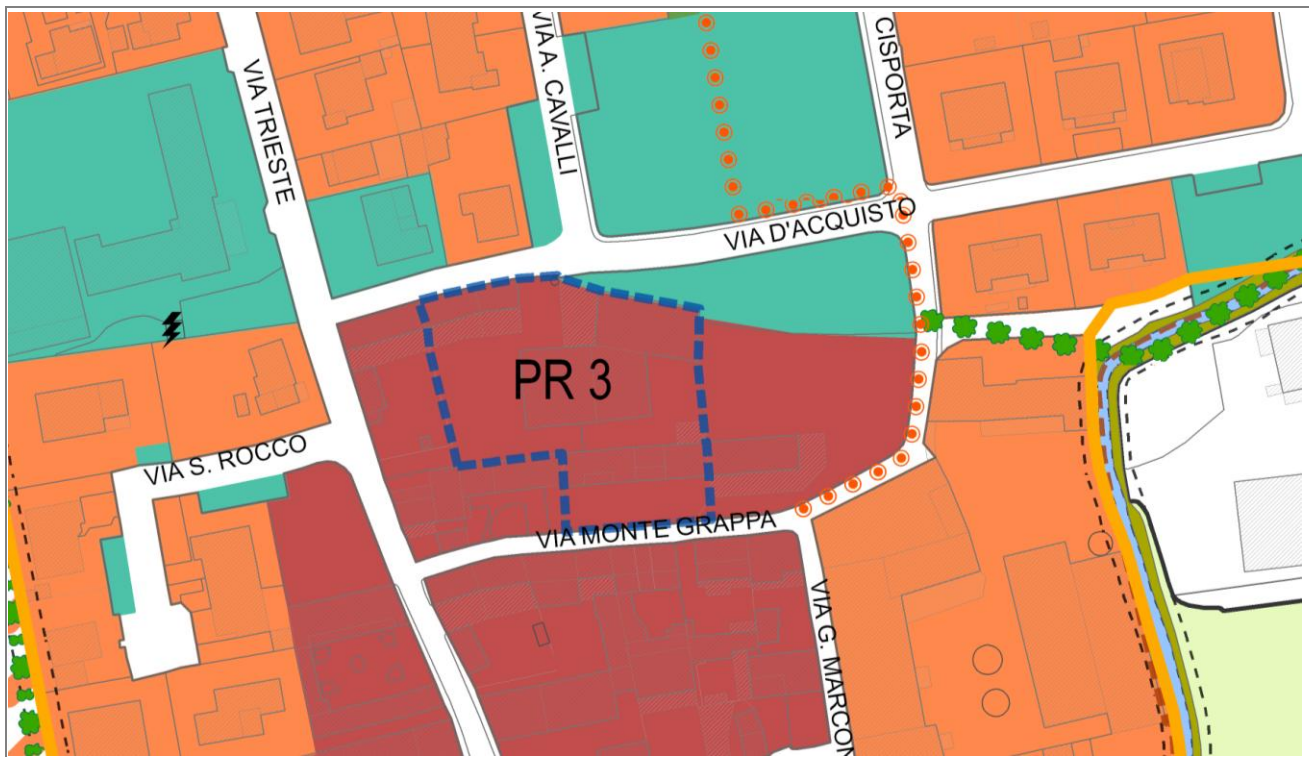 VIA TRIESTE
VIA A. CAVALLI
CISPORTA
VIA D'ACQUISTO
PR 3
VIA S. ROCCO
VIA MONTE GRAPPA
VIA G. MARCON